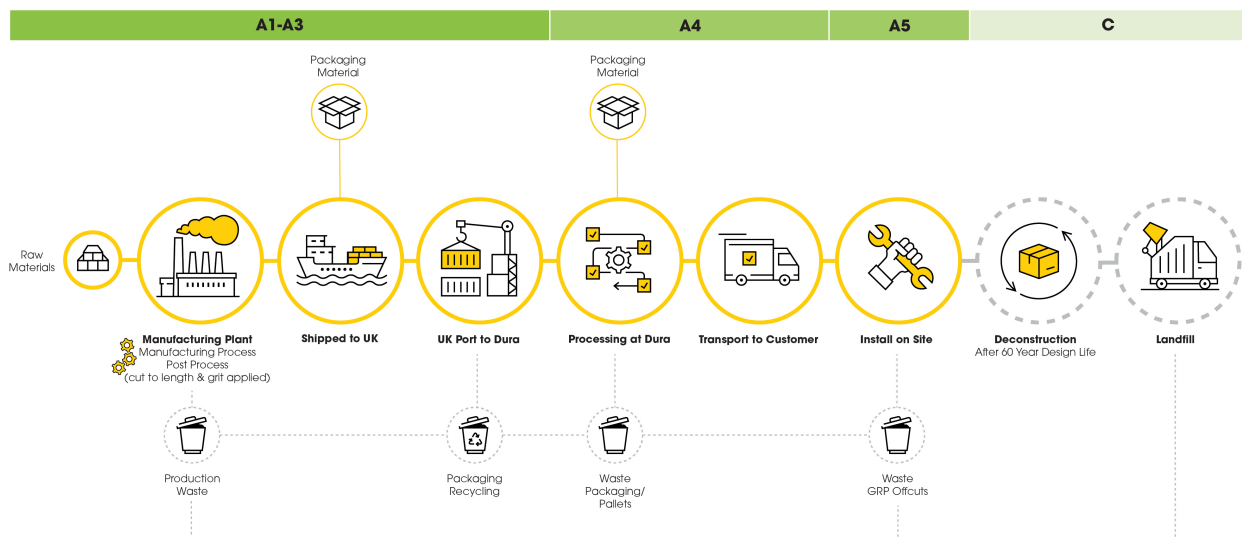 A1-A3
A4
A5
C
Packaging
Material
Packaging
Material
Raw
Materials
Manufacturing Plant
Manufacturing Process
Post Process
(cut to length & grit applied)
Shipped to UK
UK Port to Dura
Processing at Dura
Transport to Customer
Install on Site
Deconstruction
After 60 Year Design Life
Landfill
Production
Waste
Packaging
Recycling
Waste
Packaging/
Pallets
Waste
GRP Offcuts